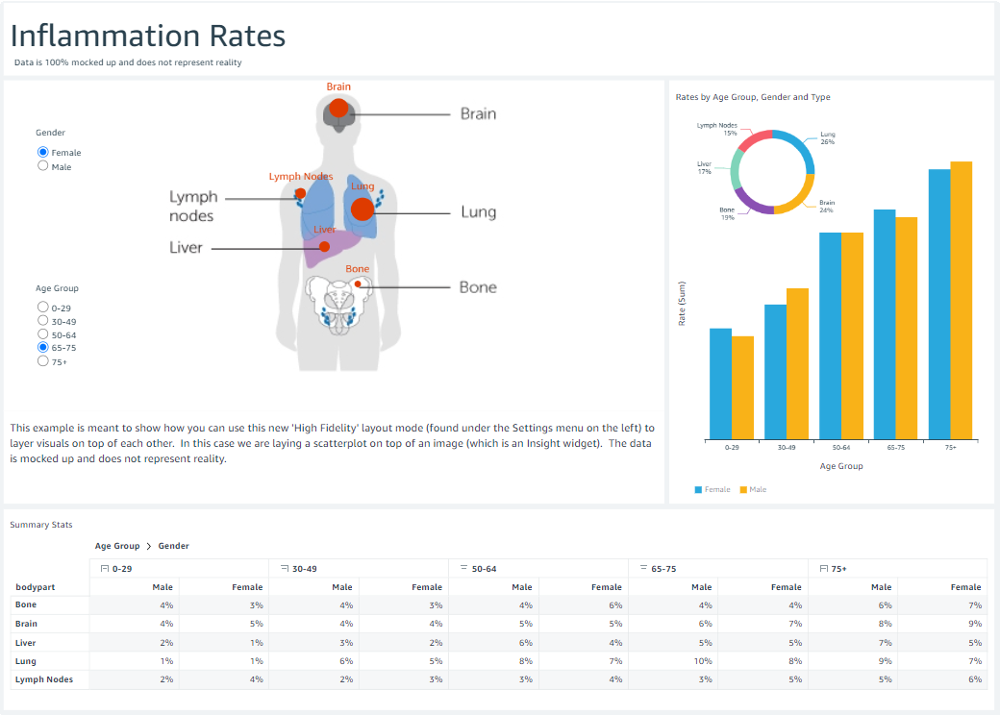 Inflammation Rates
Data is 100% mocked up and does not represent reality
Gender
Female
Male
Age Group
0-29
30-49
50-64
65-75
75+
Brain
Brain
Lymph Nodes
Lung
Lymph
nodes
Lung
Liver
Liver
Bone
Bone
This example is meant to show how you can use this new 'High Fidelity' layout mode (found under the Settings menu on the left) to
layer visuals on top of each other.  In this case we are laying a scatterplot on top of an image (which is an Insight widget).  The data
is mocked up and does not represent reality.
Rates by Age Group, Gender and Type
Lymph Nodes
15%
Lung
26%
Liver
17%
Brain
24%
Bone
19%
Rate (Sum)
0-29 30-49 50-64 65-75 75+
Age Group
Female Male
Summary Stats
Age Group > Gender
0-29 30-49 50-64 65-75 75+
bodypart Male Female Male Female Male Female Male Female Male Female
Bone 4% 3% 4% 3% 4% 6% 4% 4% 6% 7%
Brain 4% 5% 4% 4% 5% 5% 6% 7% 8% 9%
Liver 2% 1% 3% 2% 6% 4% 5% 5% 7% 5%
Lung 1% 1% 6% 5% 8% 7% 10% 8% 9% 7%
Lymph Nodes 2% 4% 2% 3% 3% 4% 3% 5% 5% 6%